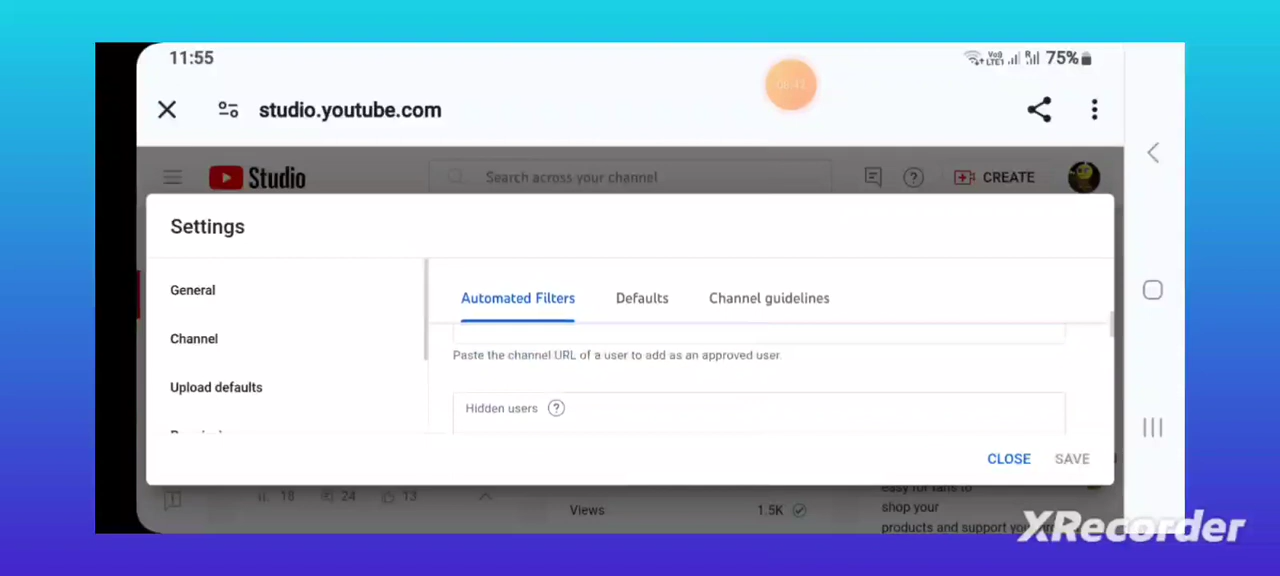 11:55
75%
studio.youtube.com
Studio
Search across your channel
CREATE
Settings
General
Automated Filters
Defaults
Channel guidelines
Channel
Paste the channel URL of a user to add as an approved user.
Upload defaults
Hidden users
CLOSE
SAVE
18
24
13
Views
1.5K
easy for fans to
shop your
products and support
XRecorder